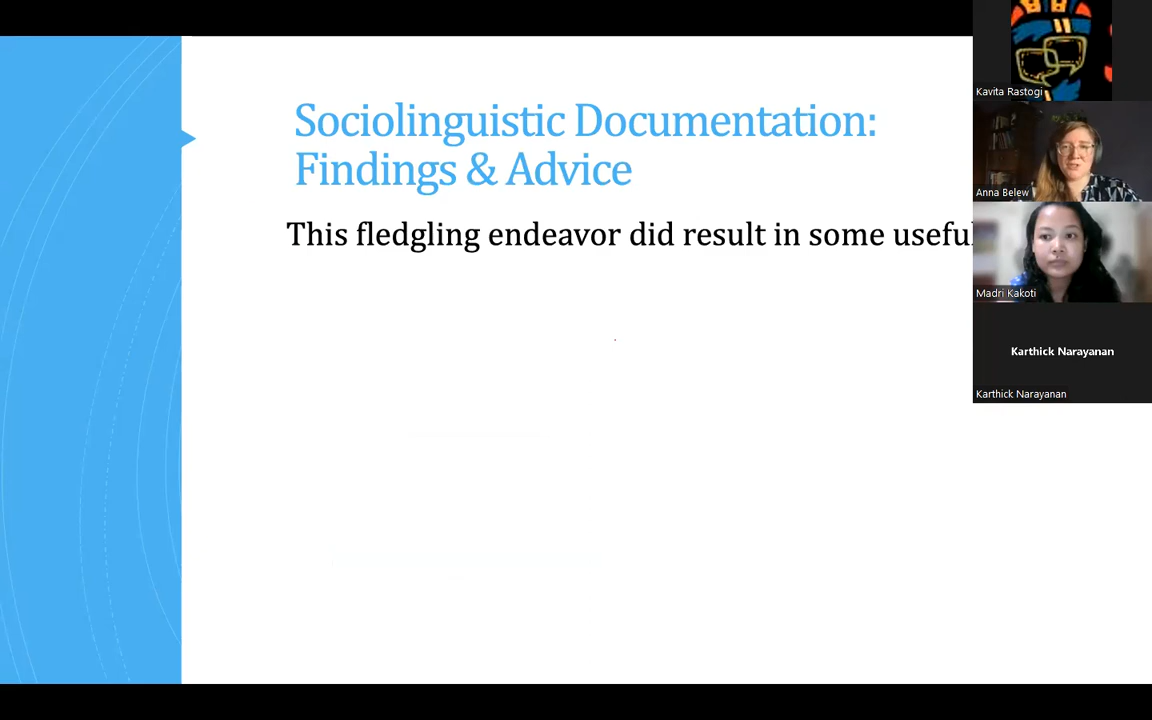 Sociolinguistic Documentation:
Findings & Advice
This fledgling endeavor did result in some useful
Kavita Rastogi
Anna Belew
Madri Kakoti
Karthick Narayanan
Karthick Narayanan